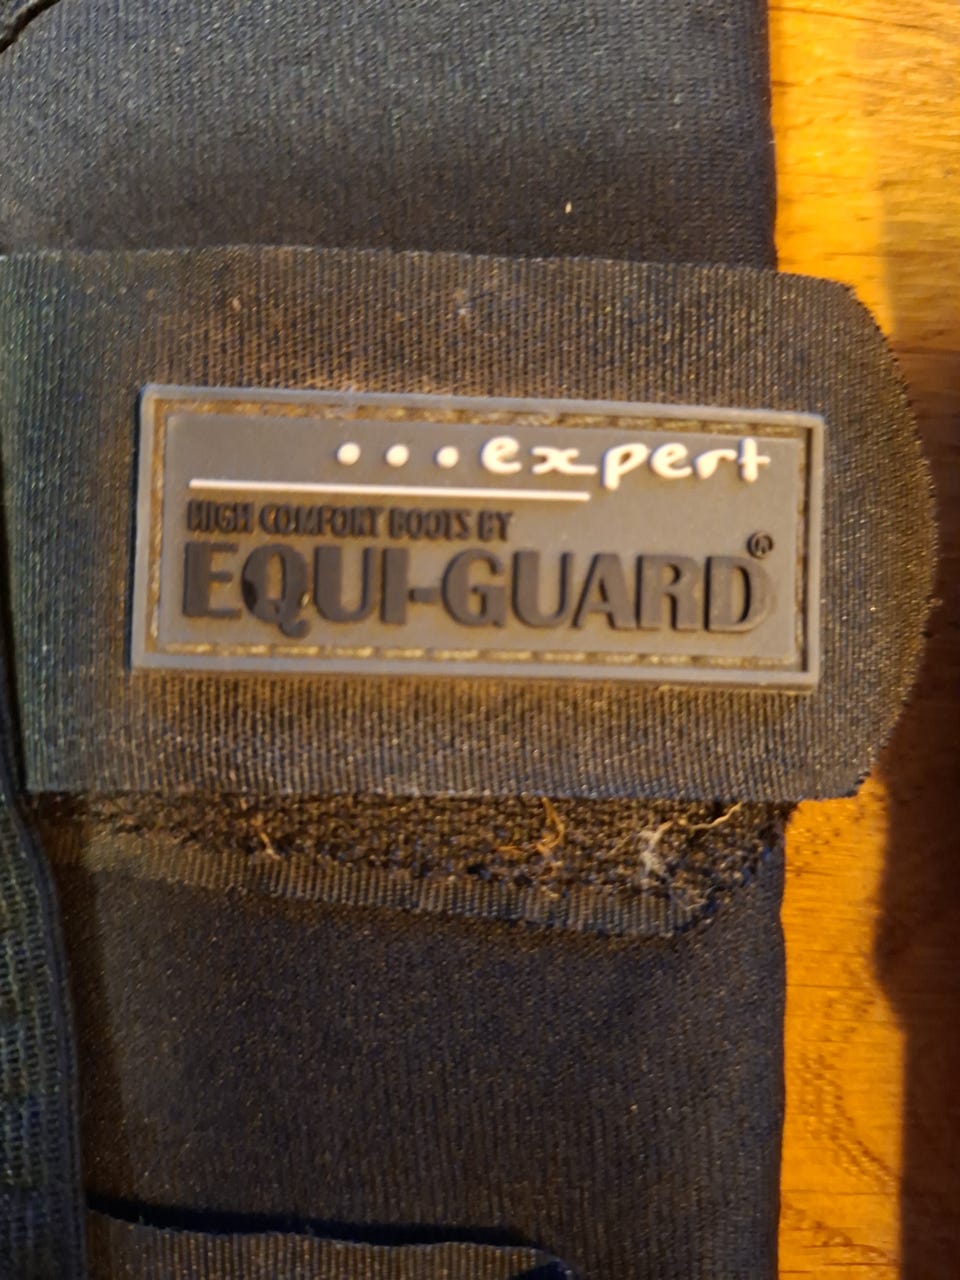 ...expert
HIGH COMFORT BOOTS BY
EQUI-GUARD®